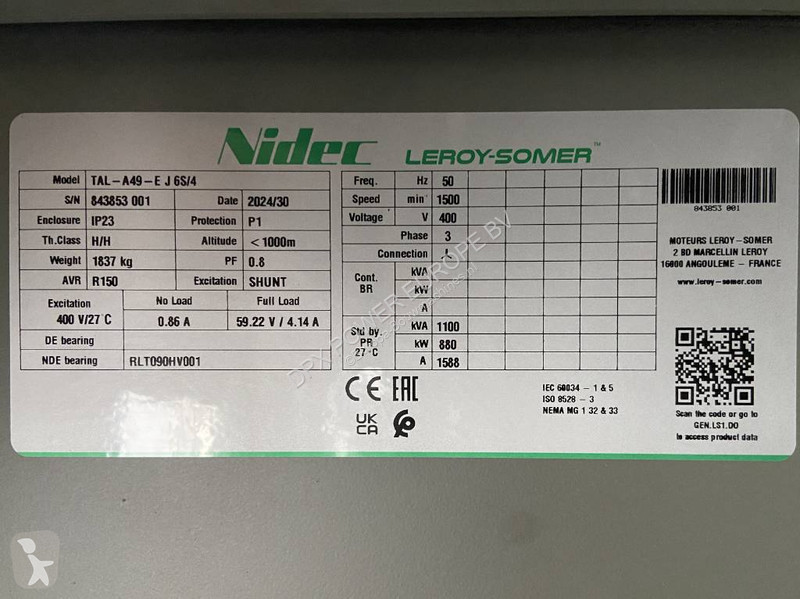 Nidec LEROY-SOMER™
Model TAL-A49-E J 6S/4
S/N 843853 001 Date 2024/30
Enclosure IP23 Protection P1
Th.Class H/H Altitude <1000m
Weight 1837 kg PF 0.8
AVR R150 Excitation SHUNT
Excitation No Load Full Load
400 V/27°C 0.86 A 59.22 V / 4.14 A
DE bearing
NDE bearing RLT090HV001
Freq. Hz 50
Speed min⁻¹ 1500
Voltage V 400
Phase 3
Connection
Cont. BR kVA
kW
A
Std by. PR 27°C kVA 1100
kW 880
A 1588
CE EAC
UK CA
IEC 60034 - 1 & 5
ISO 8528 - 3
NEMA MG 1 32 & 33
843853 001
MOTEURS LEROY-SOMER
2 BD MARCELLIN LEROY
16000 ANGOULEME - FRANCE
www.leroy-somer.com
Scan the code or go to
GEN.LS1.DO
to access product data
DPX POWER EUROPE BV